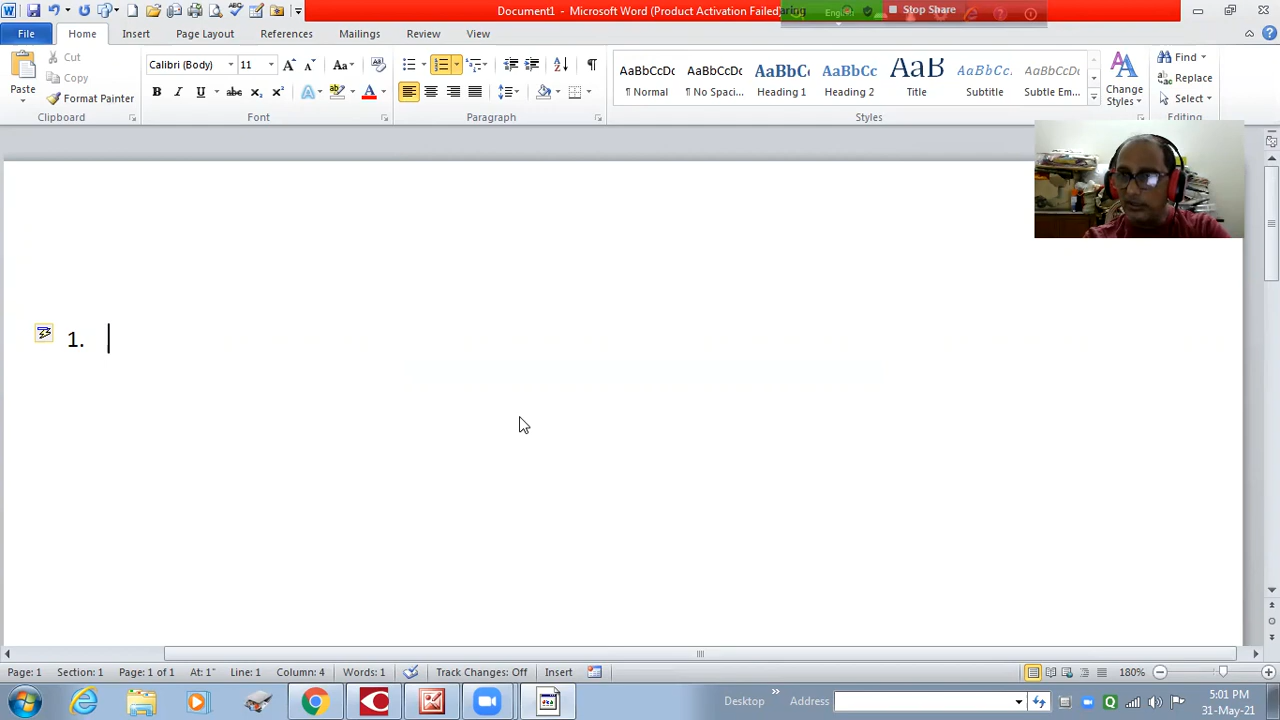 Document1 - Microsoft Word (Product Activation Failed)
aring
English
Stop Share
File
Home
Insert
Page Layout
References
Mailings
Review
View
Paste
Cut
Copy
Format Painter
Clipboard
Calibri (Body)
11
Font
Paragraph
AaBbCcDc
¶ Normal
AaBbCcDc
¶ No Spaci...
AaBbCc
Heading 1
AaBbCc
Heading 2
AaB
Title
AaBbCc.
Subtitle
AaBbCcDc
Subtle Em...
Change
Styles
Styles
Find
Replace
Select
Editing
1.
Page: 1
Section: 1
Page: 1 of 1
At: 1"
Line: 1
Column: 4
Words: 1
Track Changes: Off
Insert
180%
Desktop
Address
5:01 PM
31-May-21